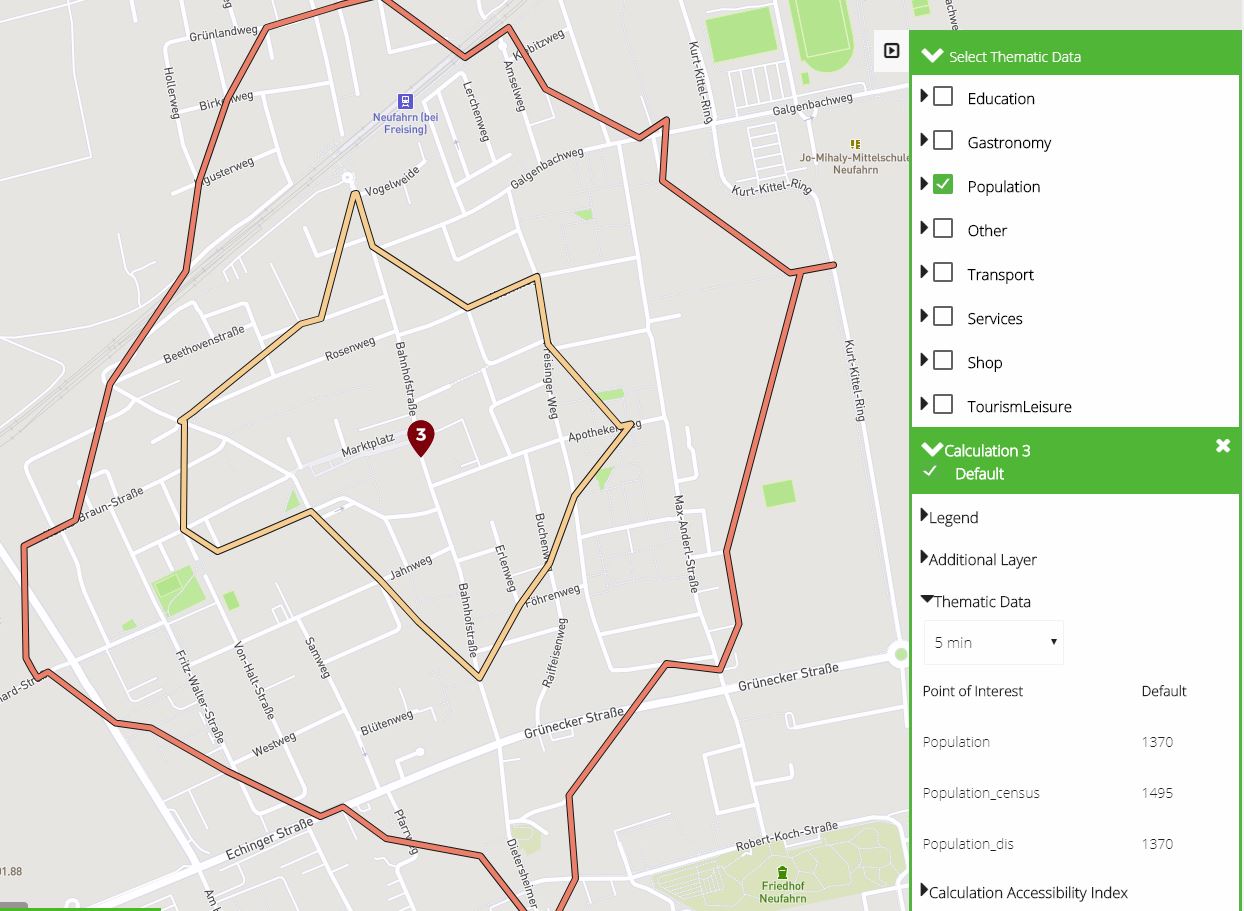 Grünlandweg
Kiebitzweg
Hollerweg
Birkenweg
Amselweg
Kurt-Kittel-Ring
Neufahrn (bei
Freising)
Lerchenweg
Galgenbachweg
Jo-Mihaly-Mittelschule
Neufahrn
Ligusterweg
Vogelweide
Galgenbachweg
Kurt-Kittel-Ring
Beethovenstraße
Rosenweg
Bahnhofstraße
Freisinger Weg
Kurt-Kittel-Ring
3
Marktplatz
Apothekerweg
Braun-Straße
Buchenweg
Max-Anderl-Straße
Jahnweg
Erlenweg
Bahnhofstraße
Föhrenweg
Raiffeisenweg
Fritz-Walter-Straße
Von-Halt-Straße
Samweg
hard-Str
Grünecker Straße
Grünecker Straße
Blütenweg
Westweg
Echinger Straße
Pfarrweg
Dietersheimer
Robert-Koch-Straße
Friedhof
Neufahrn
01.88
Am
Select Thematic Data
Education
Gastronomy
Population
Other
Transport
Services
Shop
TourismLeisure
Calculation 3
Default
Legend
Additional Layer
Thematic Data
5 min
Point of Interest Default
Population 1370
Population_census 1495
Population_dis 1370
Calculation Accessibility Index